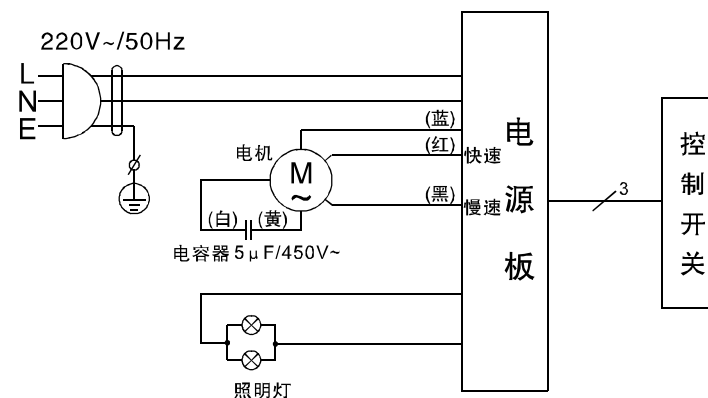 220V~/50Hz
L
N
E
(蓝)
电机
(红)
快速
M
~
(黑)
慢速
(白)
(黄)
电容器5μF/450V~
照明灯
电源板
3
控制开关